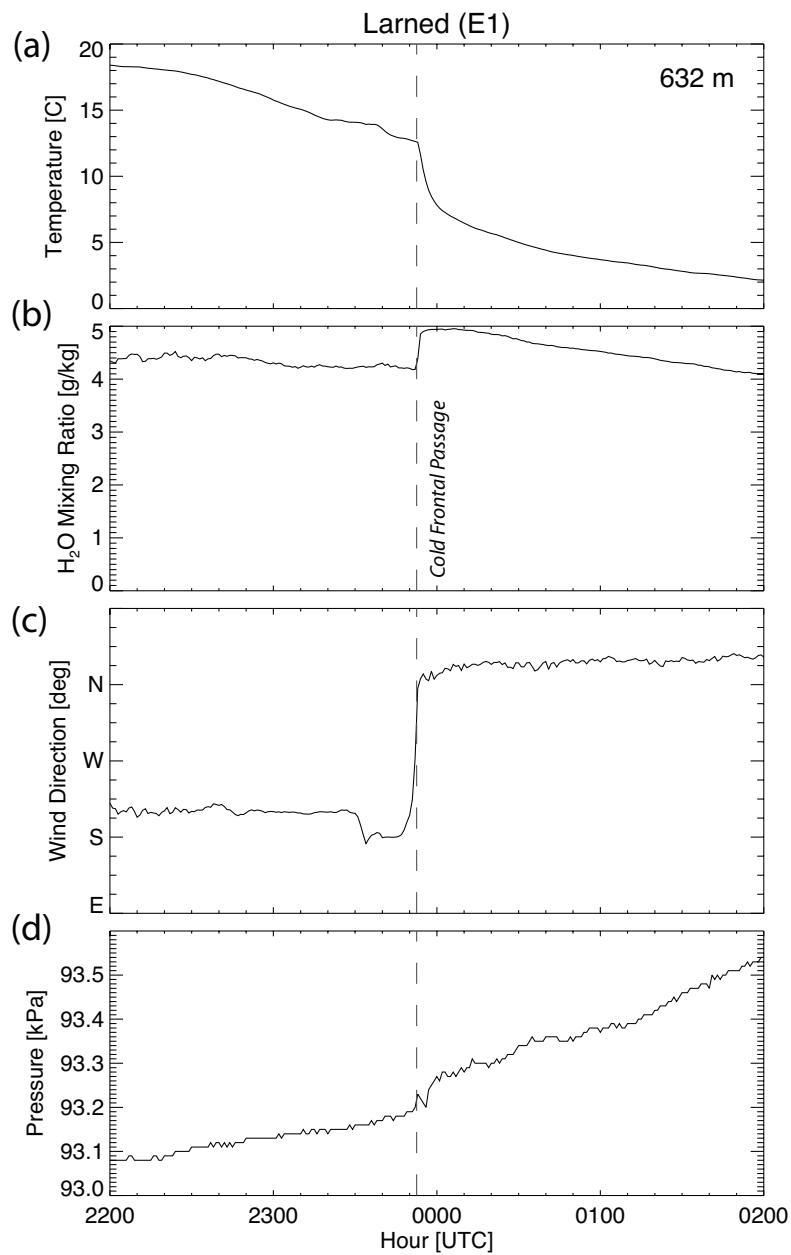 Larned (E1)
(a)
632 m
Temperature [C]
20
15
10
5
0
(b)
H₂O Mixing Ratio [g/kg]
5
4
3
2
1
0
Cold Frontal Passage
(c)
Wind Direction [deg]
N
W
S
E
(d)
Pressure [kPa]
93.5
93.4
93.3
93.2
93.1
93.0
2200 2300 0000 0100 0200
Hour [UTC]